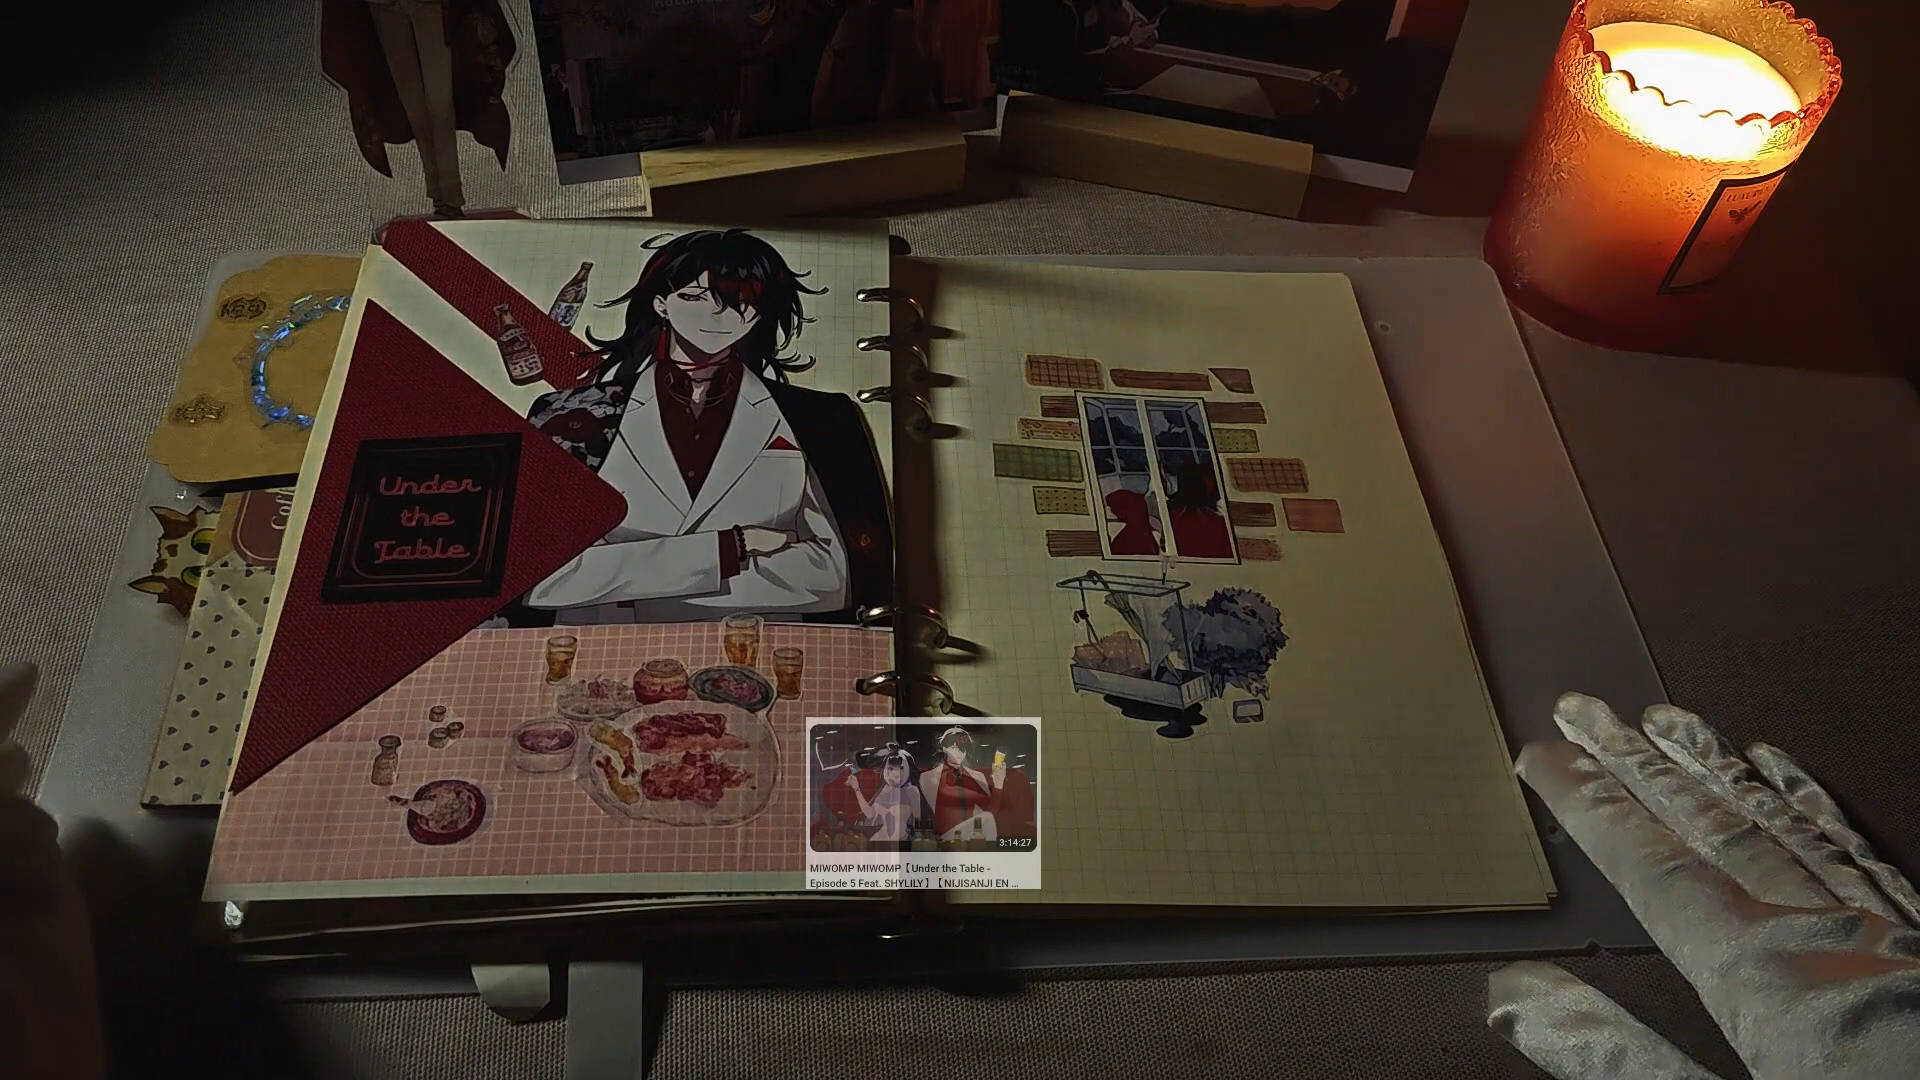 Under
the
Table
3:14:27
MIWOMP MIWOMP【Under the Table -
Episode 5 Feat. SHYLILY】【NIJISANJI EN ...